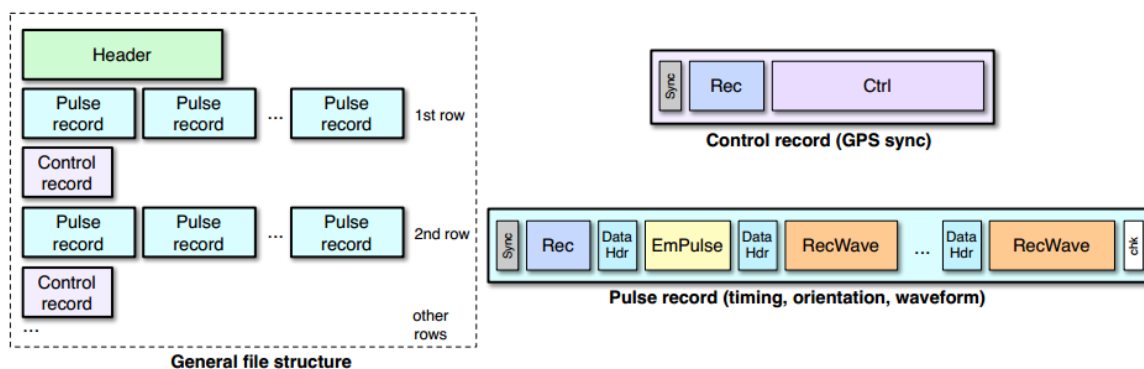 Header
Pulse record
Pulse record
...
Pulse record
1st row
Control record
Pulse record
Pulse record
...
Pulse record
2nd row
Control record
...
other rows
General file structure
Sync
Rec
Ctrl
Control record (GPS sync)
Sync
Rec
Data Hdr
EmPulse
Data Hdr
RecWave
...
Data Hdr
RecWave
chk
Pulse record (timing, orientation, waveform)